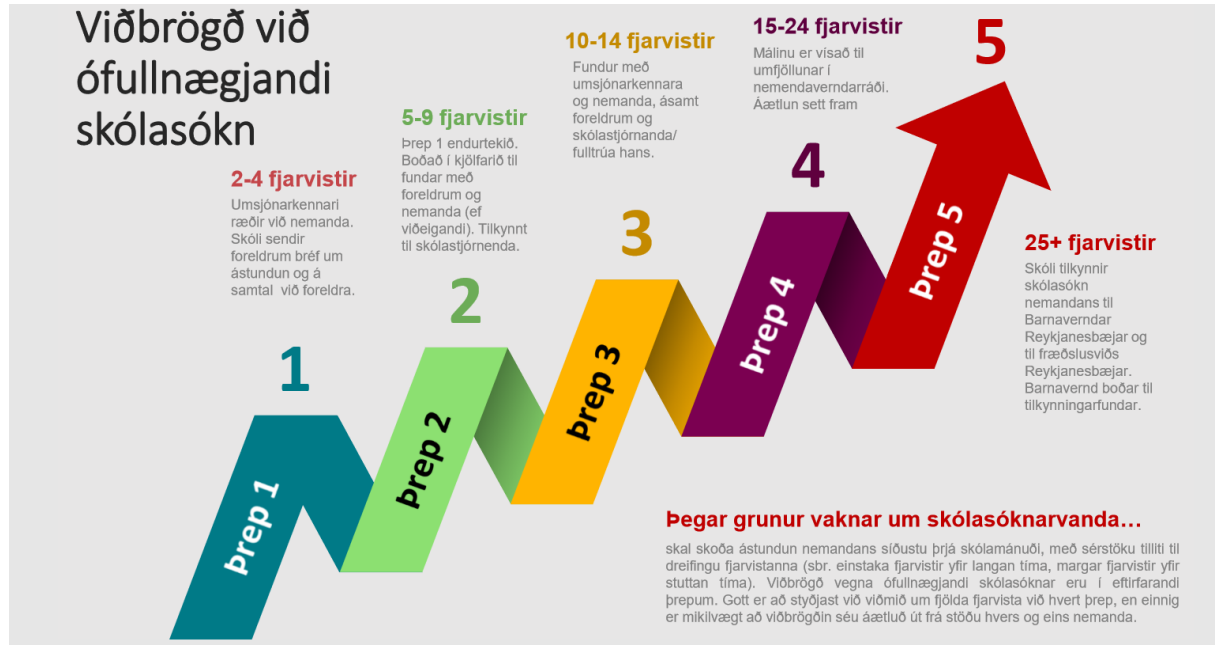 Viðbrögð við
ófullnægjandi
skólasókn
2-4 fjarvistir
Umsjónarkennari
ræðir við nemanda.
Skóli sendir
foreldrum bréf um
ástundun og á
samtal við foreldra.
1
Þrep 1
5-9 fjarvistir
Þrep 1 endurtekið.
Boðað í kjölfarið til
fundar með
foreldrum og
nemanda (ef
viðeigandi). Tilkynnt
til skólastjórnenda.
2
Þrep 2
10-14 fjarvistir
Fundur með
umsjónarkennara
og nemanda, ásamt
foreldrum og
skólastjórnanda/
fulltrúa hans.
3
Þrep 3
15-24 fjarvistir
Málinu er vísað til
umfjöllunar í
nemendaverndarráði.
Áætlun sett fram
4
Þrep 4
5
Þrep 5
25+ fjarvistir
Skóli tilkynnir
skólasókn
nemandans til
Barnaverndar
Reykjanesbæjar og
til fræðslusviðs
Reykjanesbæjar.
Barnavernd boðar til
tilkynningarfundar.
Þegar grunur vaknar um skólasóknarvanda…
skal skoða ástundun nemandans síðustu þrjá skólamánuði, með sérstöku tilliti til
dreifingu fjarvistanna (sbr. einstaka fjarvistir yfir langan tíma, margar fjarvistir yfir
stuttan tíma). Viðbrögð vegna ófullnægjandi skólasóknar eru í eftirfarandi
þrepum. Gott er að styðjast við viðmið um fjölda fjarvista við hvert þrep, en einnig
er mikilvægt að viðbrögðin séu áætluð út frá stöðu hvers og eins nemanda.